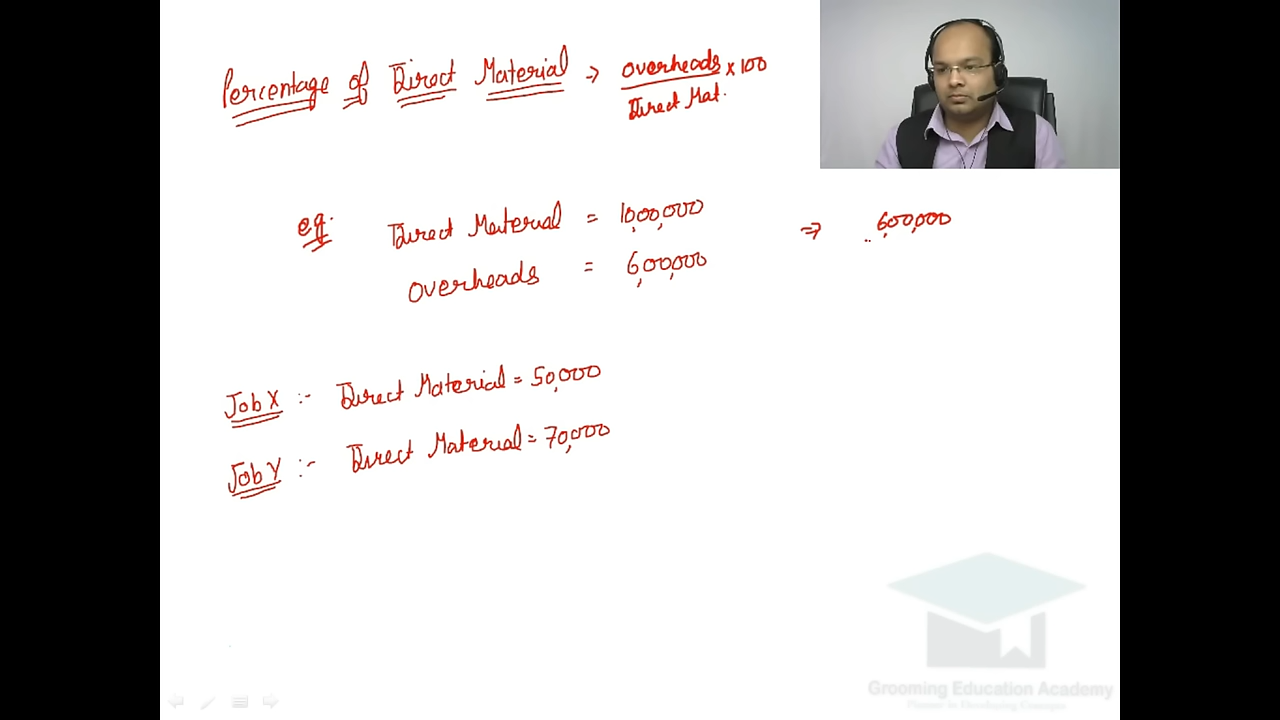 Percentage of Direct Material → overheads × 100
Direct Mat.
eg. Direct Material = 10,00,000 ⇒ 6,00,000
overheads = 6,00,000
Job X :- Direct Material = 50,000
Job Y :- Direct Material = 70,000
Grooming Education Academy